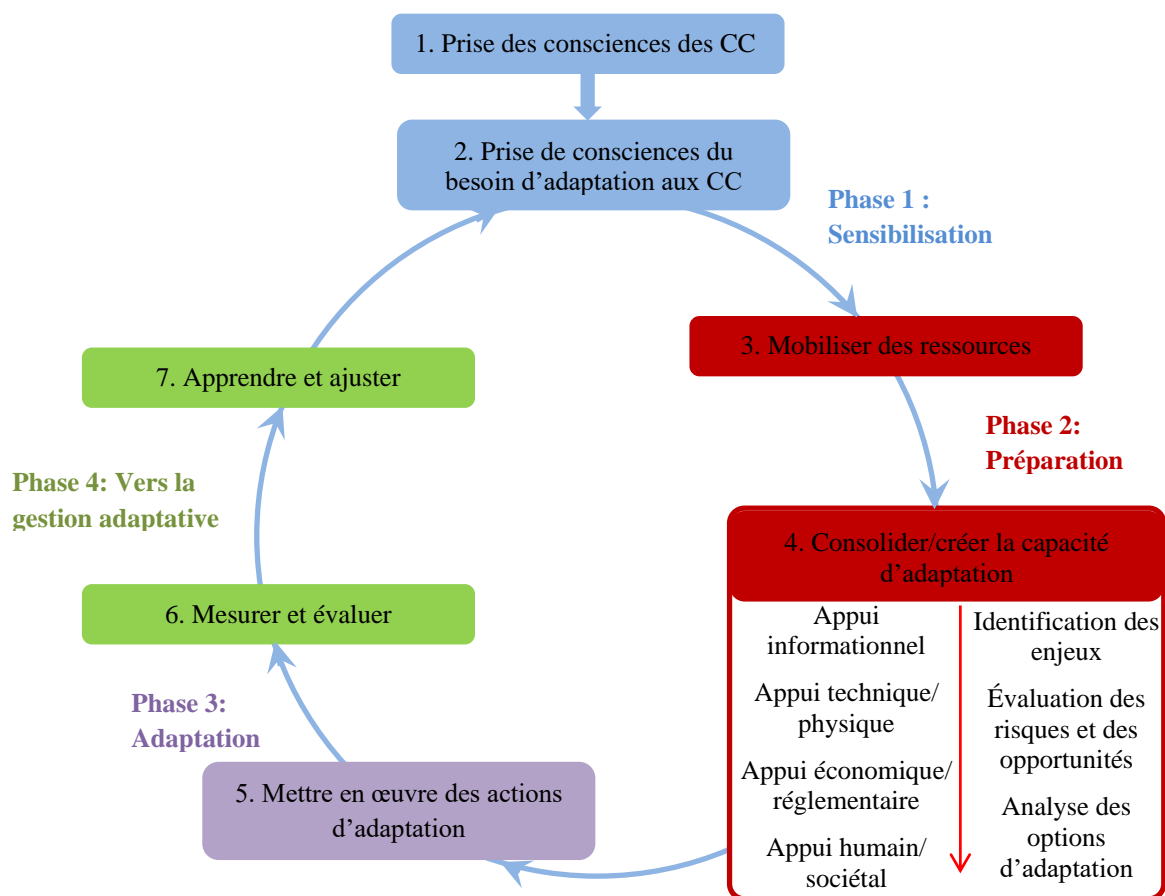 1. Prise des consciences des CC
2. Prise de consciences du
besoin d’adaptation aux CC
Phase 1 :
Sensibilisation
3. Mobiliser des ressources
Phase 2:
Préparation
4. Consolider/créer la capacité
d’adaptation
Appui
informationnel
Appui technique/
physique
Appui économique/
réglementaire
Appui humain/
sociétal
Identification des
enjeux
Évaluation des
risques et des
opportunités
Analyse des
options
d’adaptation
5. Mettre en œuvre des actions
d’adaptation
Phase 3:
Adaptation
6. Mesurer et évaluer
Phase 4: Vers la
gestion adaptative
7. Apprendre et ajuster